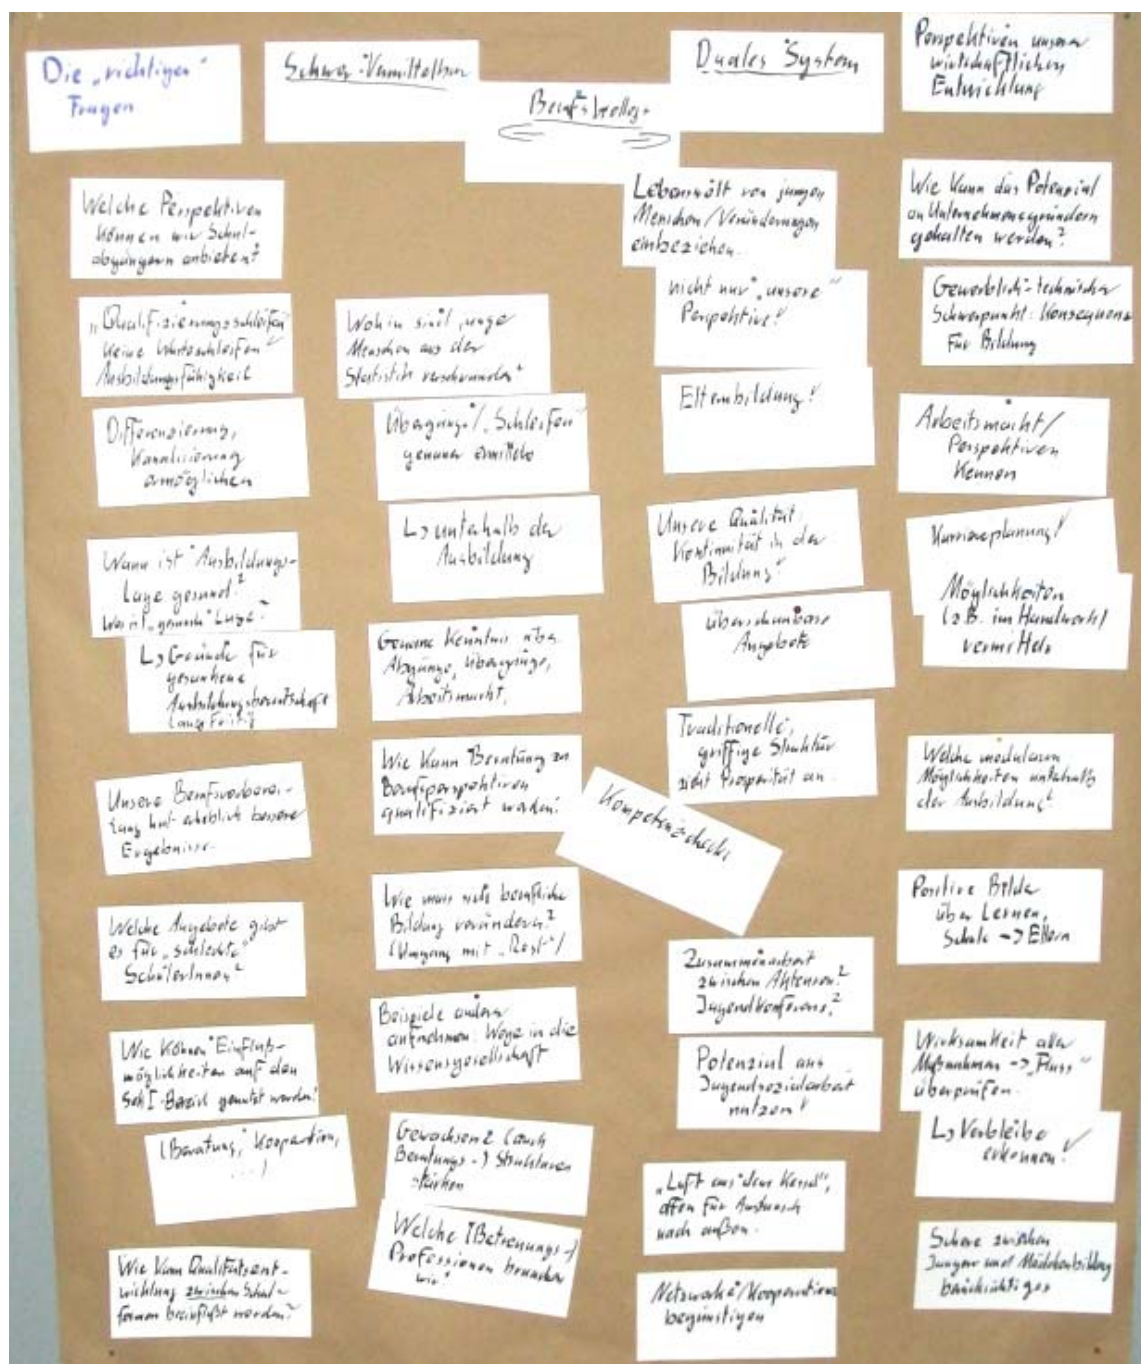 Die „richtigen"
Fragen
Schwer-Vermittelbar
Berufskolleg
Duales System
Perspektiven unserer
wirtschaftlichen
Entwicklung
Welche Perspektiven
können wir Schul-
abgängern anbieten?
„Qualifizierungsschleifen"
keine Warteschleifen
Ausbildungsfähigkeit
Differenzierung,
Kanalisierung
ermöglichen
Wann ist Ausbildungs-
Lage gesund?
Was ist „gesunde" Lage?
↳ Gründe für
gesunkene
Ausbildungsbereitschaft
langfristig
Unsere Berufsvorberei-
tung hat erheblich bessere
Ergebnisse.
Welche Angebote gibt
es für „schlechte"
SchülerInnen?
Wie können Einfluß-
möglichkeiten auf den
Sek I-Bereich genutzt werden?
(Beratung, Kooperation,
...)
Wie kann Qualitätsent-
wicklung zwischen Schul-
formen beeinflußt werden?
Wohin sind junge
Menschen aus der
Statistik verschwunden?
Übergänge/„Schleifen"
genauer ermitteln
↳ unterhalb der
Ausbildung
Genaue Kenntnis über
Abgänge, Übergänge,
Arbeitsmarkt.
Wie kann Beratung zu
Berufsperspektiven
qualifiziert werden?
Wie muss sich berufliche
Bildung verändern?
(Umgang mit „Rest")
Beispiele anderer
aufnehmen: Wege in die
Wissensgesellschaft
Gewachsene (auch
Beratungs-) Strukturen
stärken
Welche (Betreuungs-)
Professionen brauchen
wir?
Lebenswelt von jungen
Menschen/Veränderungen
einbeziehen.
nicht nur „unsere"
Perspektive!
Elternbildung!
Unsere Qualität:
Kontinuität in der
Bildung!
überschaubare
Angebote
Traditionelle,
griffige Struktur
zieht Prosperität an.
Kompetenzchecks
Zusammenarbeit
zwischen Akteuren?
Jugendkonferenz?
Potenzial aus
Jugendsozialarbeit
nutzen!
„Luft aus dem Kessel",
offen für Austausch
nach außen.
Netzwerke/Kooperationen
begünstigen
Wie kann das Potenzial
an Unternehmensgründern
gehalten werden?
Gewerblich-technischer
Schwerpunkt: Konsequenz
für Bildung
Arbeitsmarkt/
Perspektiven
kennen
Karriereplanung!
Möglichkeiten
(z.B. im Handwerk)
vermitteln
Welche modularen
Möglichkeiten unterhalb
der Ausbildung?
Positive Bilder
über Lernen,
Schule -> Eltern
Wirksamkeit aller
Maßnahmen -> „Fluss"
überprüfen.
↳ Verbleibe
erkennen!
Schere zwischen
Jungen und Mädchenbildung
berücksichtigen